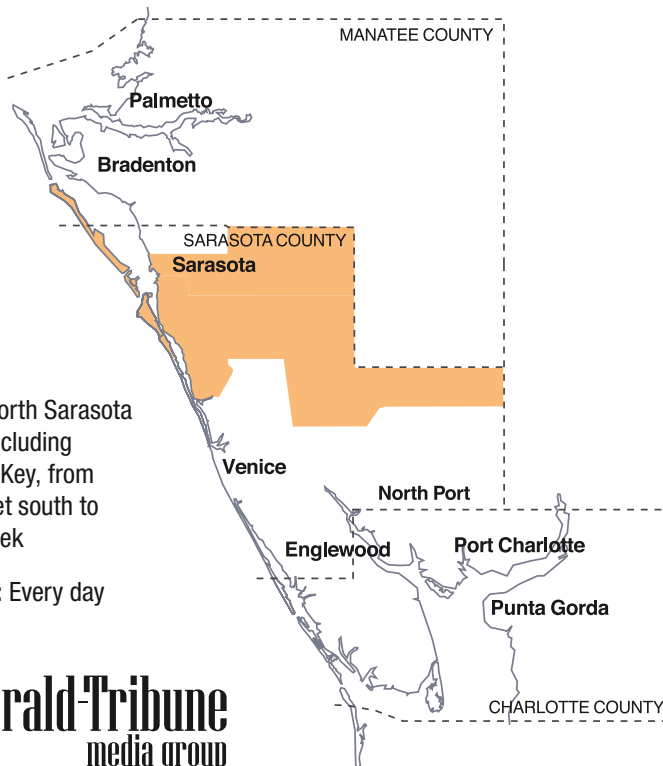 MANATEE COUNTY
Palmetto
Bradenton
SARASOTA COUNTY
Sarasota
orth Sarasota
cluding
Key, from
et south to
ek
: Every day
Venice
North Port
Englewood
Port Charlotte
Punta Gorda
CHARLOTTE COUNTY
rald-Tribune
media group